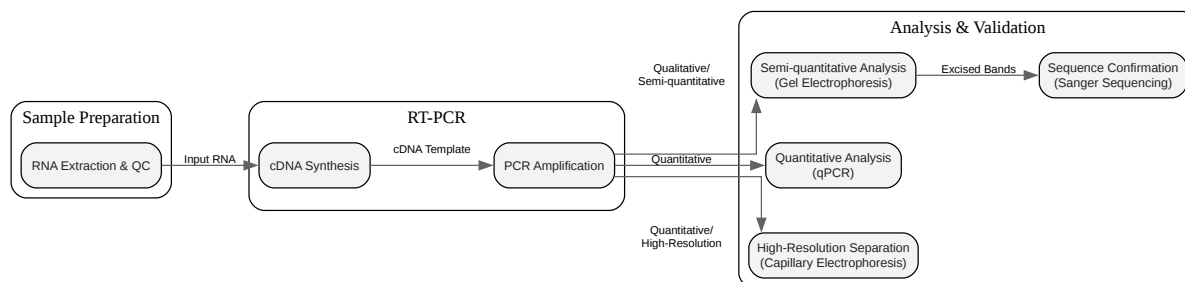 Sample Preparation
RNA Extraction & QC
Input RNA
RT-PCR
cDNA Synthesis
cDNA Template
PCR Amplification
Qualitative/
Semi-quantitative
Quantitative
Quantitative/
High-Resolution
Analysis & Validation
Semi-quantitative Analysis
(Gel Electrophoresis)
Excised Bands
Sequence Confirmation
(Sanger Sequencing)
Quantitative Analysis
(qPCR)
High-Resolution Separation
(Capillary Electrophoresis)